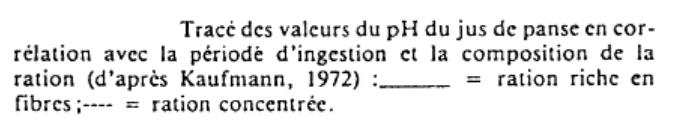 Tracé des valeurs du pH du jus de panse en cor-
rélation avec la période d'ingestion et la composition de la
ration (d'après Kaufmann, 1972) :_______ = ration riche en
fibres ;---- = ration concentrée.